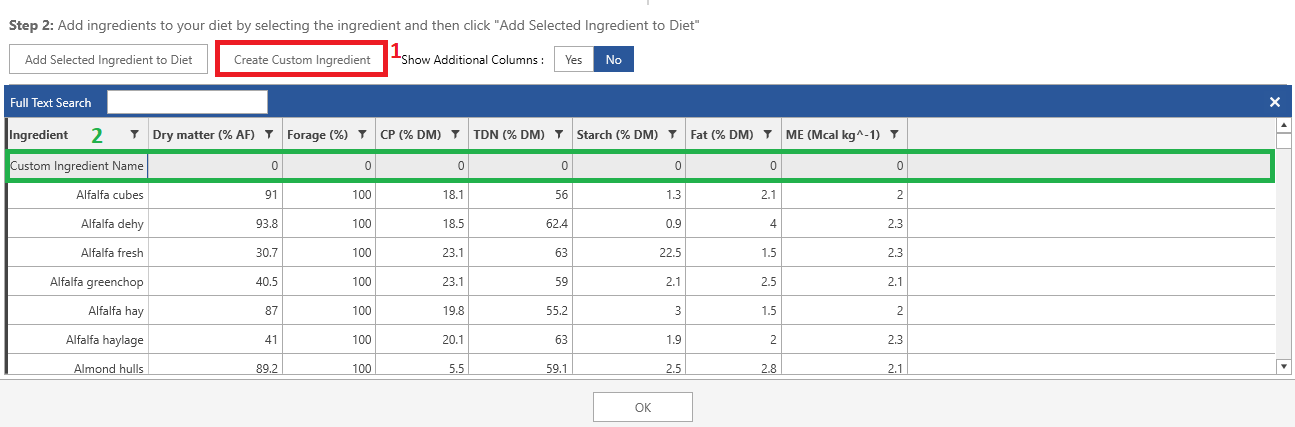 Step 2: Add ingredients to your diet by selecting the ingredient and then click "Add Selected Ingredient to Diet"
Add Selected Ingredient to Diet Create Custom Ingredient 1 Show Additional Columns : Yes No
Full Text Search
Ingredient 2 Dry matter (% AF) Forage (%) CP (% DM) TDN (% DM) Starch (% DM) Fat (% DM) ME (Mcal kg^-1)
Custom Ingredient Name 0 0 0 0 0 0 0
Alfalfa cubes 91 100 18.1 56 1.3 2.1 2
Alfalfa dehy 93.8 100 18.5 62.4 0.9 4 2.3
Alfalfa fresh 30.7 100 23.1 63 22.5 1.5 2.3
Alfalfa greenchop 40.5 100 23.1 59 2.1 2.5 2.1
Alfalfa hay 87 100 19.8 55.2 3 1.5 2
Alfalfa haylage 41 100 20.1 63 1.9 2 2.3
Almond hulls 89.2 100 5.5 59.1 2.5 2.8 2.1
OK